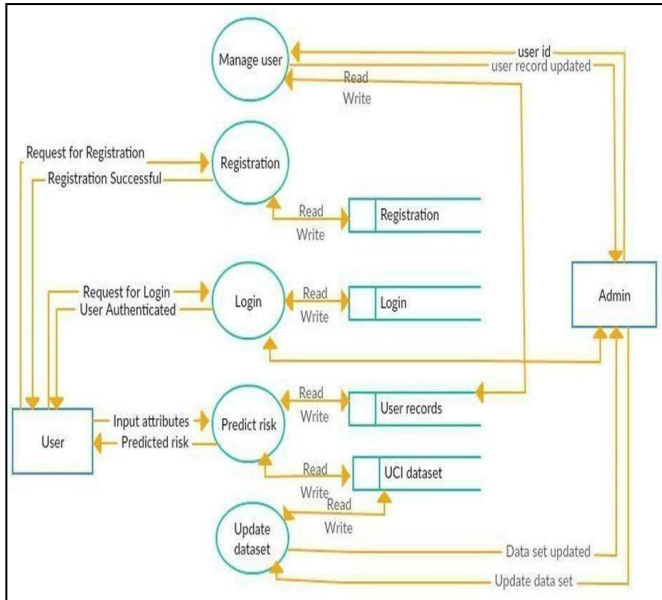 Manage user
user id
user record updated
Read
Write
Request for Registration
Registration
Registration Successful
Read
Write
Registration
Admin
Request for Login
User Authenticated
Login
Read
Write
Login
User
Input attributes
Predicted risk
Predict risk
Read
Write
User records
Read
Write
UCI dataset
Read
Write
Update
dataset
Data set updated
Update data set